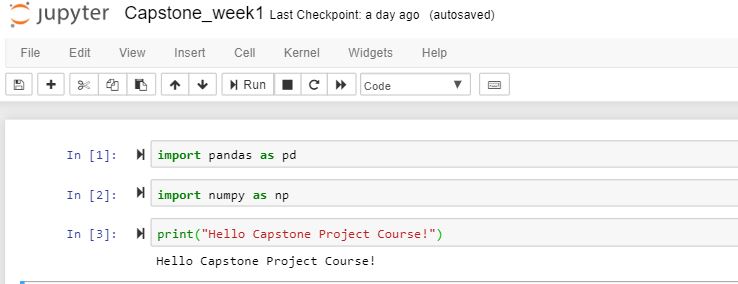 jupyter Capstone_week1 Last Checkpoint: a day ago (autosaved)
File Edit View Insert Cell Kernel Widgets Help
Run Code
In [1]: import pandas as pd
In [2]: import numpy as np
In [3]: print("Hello Capstone Project Course!")
Hello Capstone Project Course!